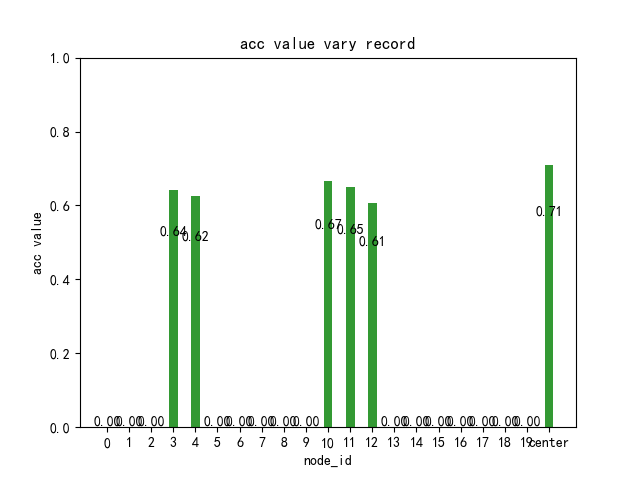 acc value vary record
1.0
0.8
0.6
0.4
0.2
0.0
acc value
0.00 0.00 0.00 0.64 0.62 0.00 0.00 0.00 0.00 0.00 0.67 0.65 0.61 0.00 0.00 0.00 0.00 0.00 0.00 0.00 0.71
0 1 2 3 4 5 6 7 8 9 10 11 12 13 14 15 16 17 18 19 center
node_id